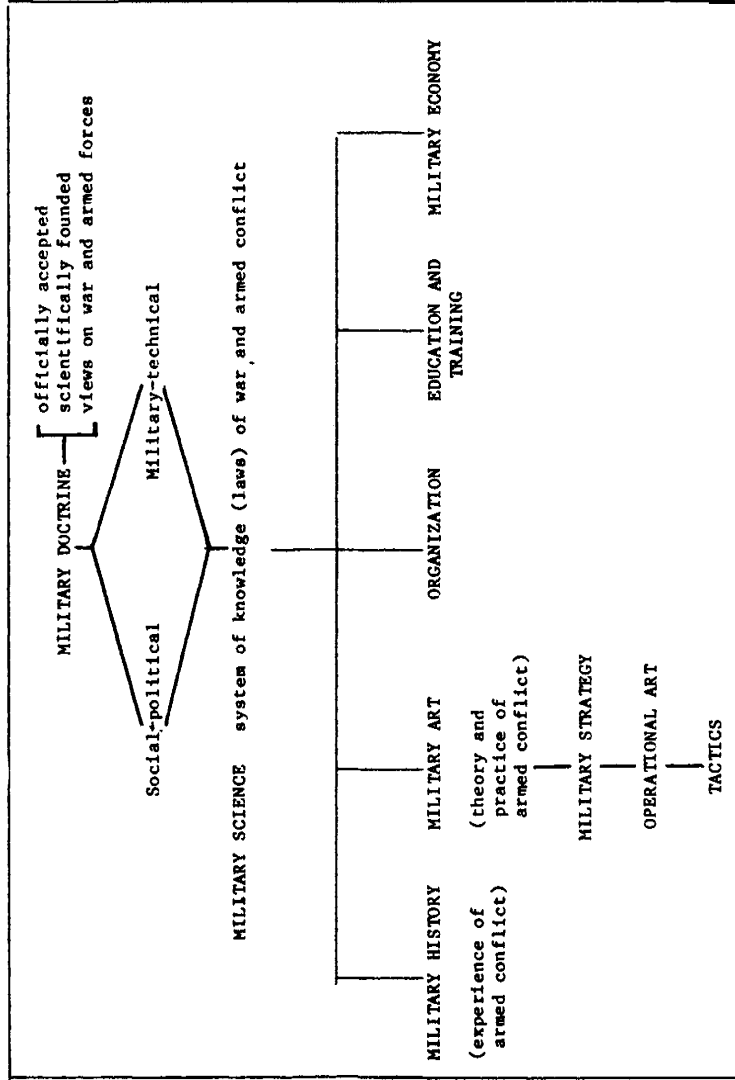 MILITARY DOCTRINE
officially accepted
scientifically founded
views on war and armed forces
Social-political
Military-technical
MILITARY SCIENCE system of knowledge (laws) of war and armed conflict
MILITARY HISTORY
(experience of
armed conflict)
MILITARY ART
(theory and
practice of
armed conflict)
MILITARY STRATEGY
OPERATIONAL ART
TACTICS
ORGANIZATION
EDUCATION AND
TRAINING
MILITARY ECONOMY